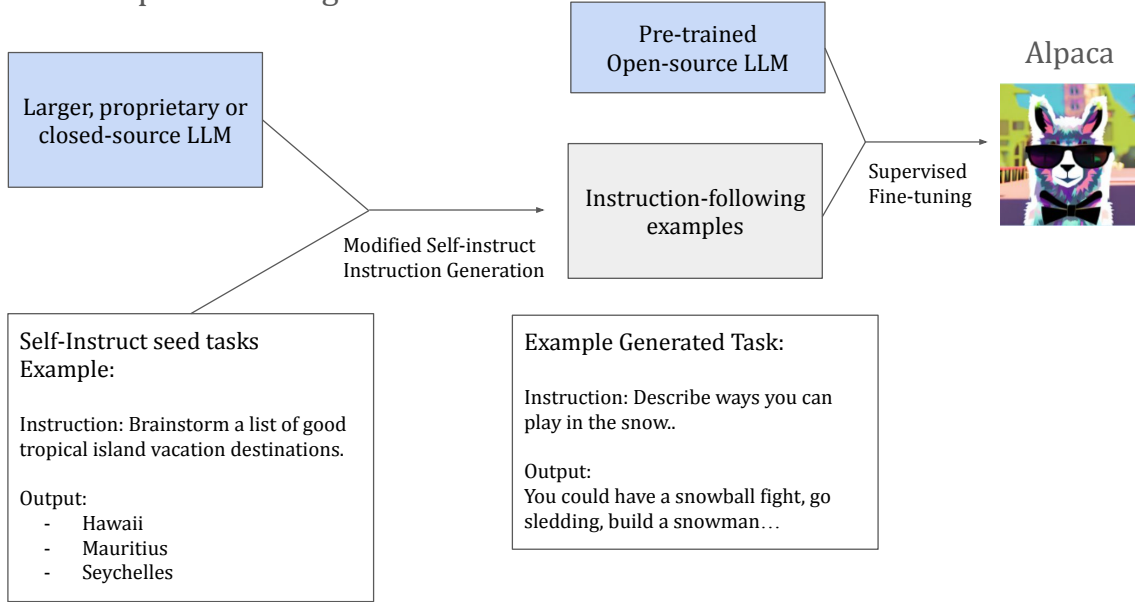 Pre-trained
Open-source LLM
Alpaca
Larger, proprietary or
closed-source LLM
Instruction-following
examples
Supervised
Fine-tuning
Modified Self-instruct
Instruction Generation
Self-Instruct seed tasks
Example:
Instruction: Brainstorm a list of good
tropical island vacation destinations.
Output:
- Hawaii
- Mauritius
- Seychelles
Example Generated Task:
Instruction: Describe ways you can
play in the snow..
Output:
You could have a snowball fight, go
sledding, build a snowman…